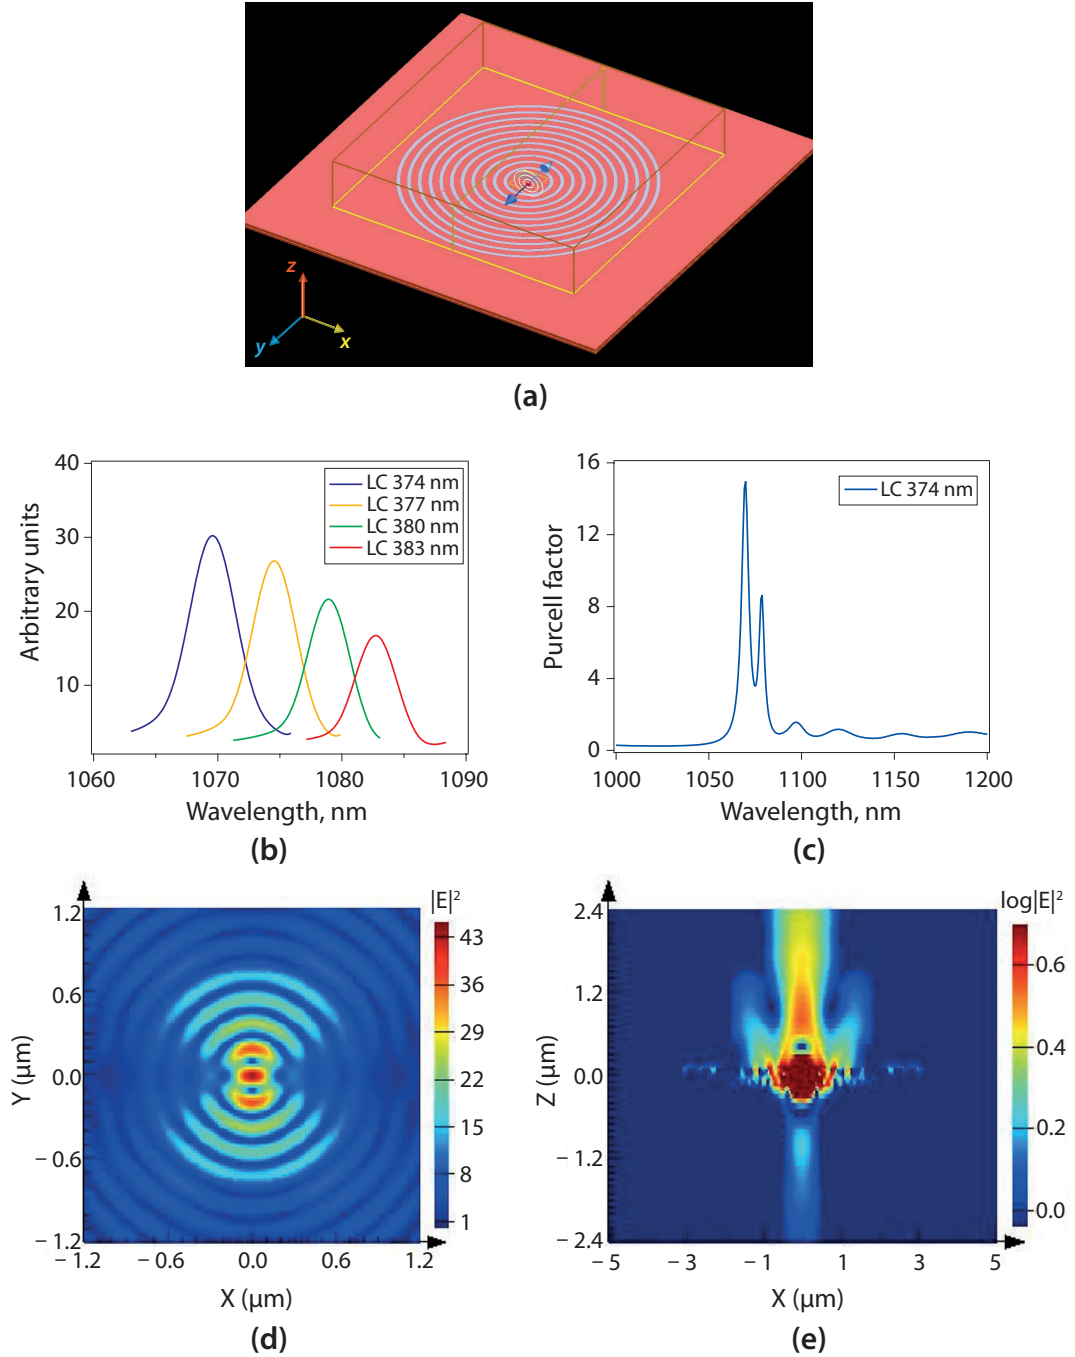 z
y
x
(a)
40
30
20
10
Arbitrary units
LC 374 nm
LC 377 nm
LC 380 nm
LC 383 nm
1060
1070
1080
1090
Wavelength, nm
(b)
16
12
8
4
0
Purcell factor
LC 374 nm
1000
1050
1100
1150
1200
Wavelength, nm
(c)
|E|²
1.2
0.6
0.0
– 0.6
– 1.2
Y (μm)
43
36
29
22
15
8
1
– 1.2
– 0.6
0.0
0.6
1.2
X (μm)
(d)
log|E|²
2.4
1.2
0.0
– 1.2
– 2.4
Z (μm)
0.6
0.4
0.2
0.0
– 5
– 3
– 1
1
3
5
X (μm)
(e)